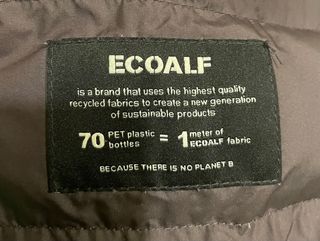 ECOALF
is a brand that uses the highest quality
recycled fabrics to create a new generation
of sustainable products
70 PET plastic bottles = 1 meter of ECOALF fabric
BECAUSE THERE IS NO PLANET B